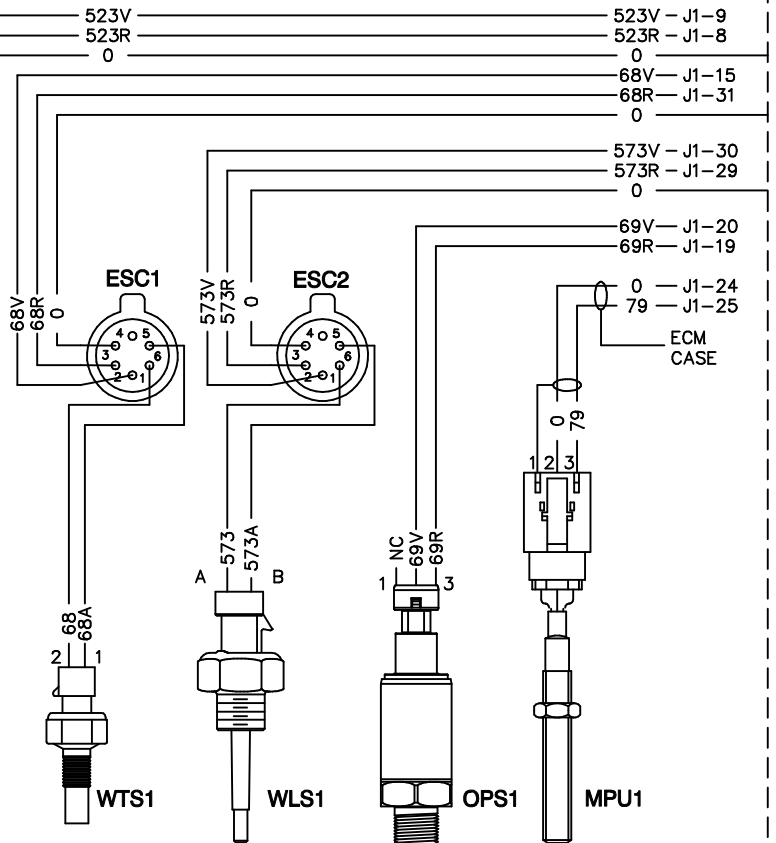 523V 523V – J1-9
523R 523R – J1-8
0 0
68V – J1-15
68R – J1-31
0
573V – J1-30
573R – J1-29
0
69V – J1-20
69R – J1-19
ESC1 ESC2
0 – J1-24
79 – J1-25
68V 68R 0 573V 573R 0
ECM
CASE
4 5 3 6 2 1
4 5 3 6 2 1
0 79
1 2 3
573 573A NC 69V 69R
A B 1 3
68 68A
2 1
WTS1 WLS1 OPS1 MPU1